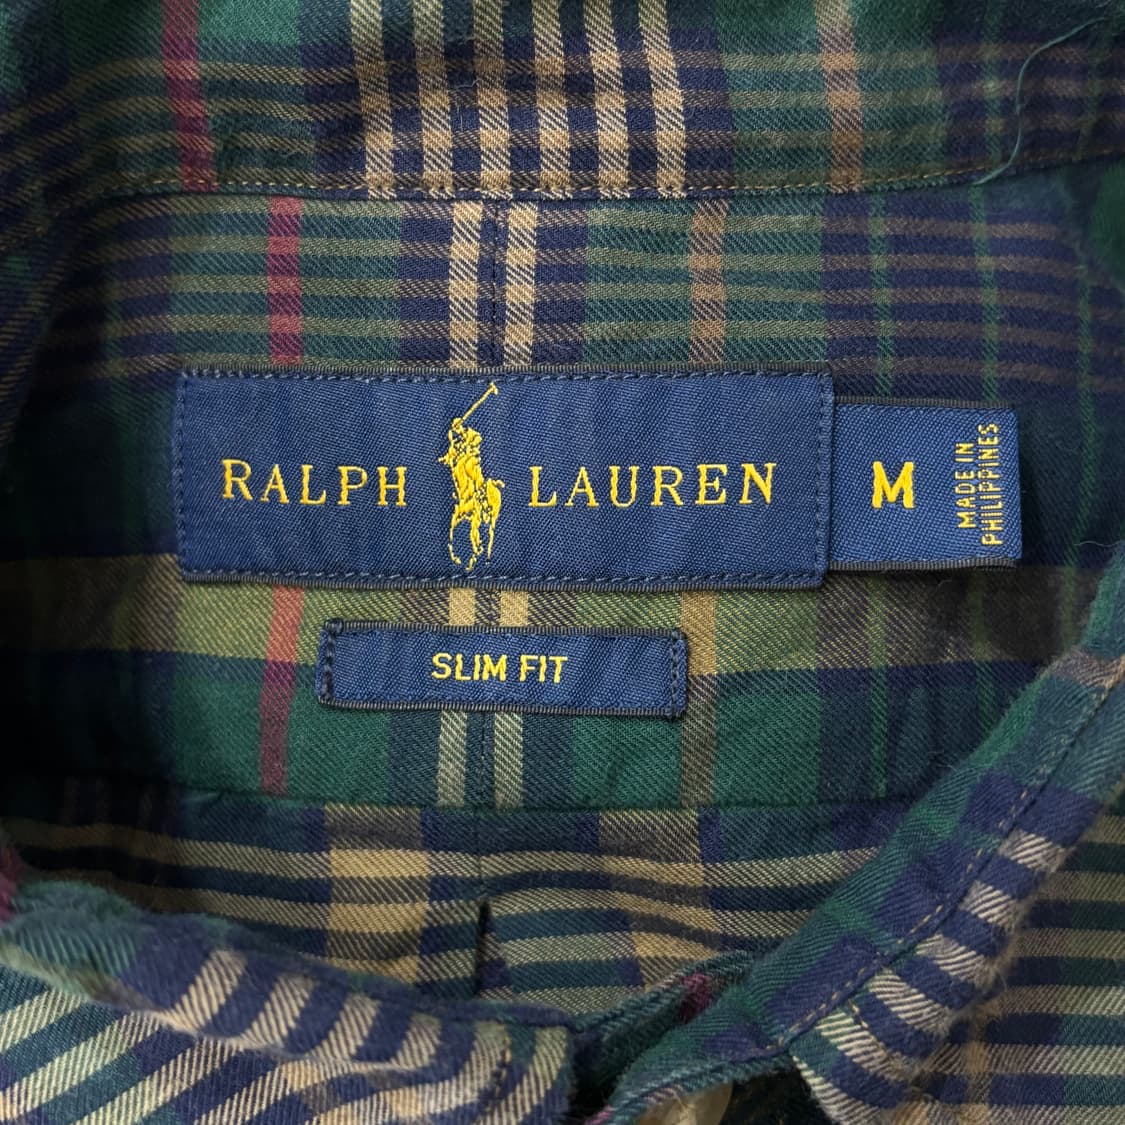 RALPH LAUREN
M
MADE IN
PHILIPPINES
SLIM FIT